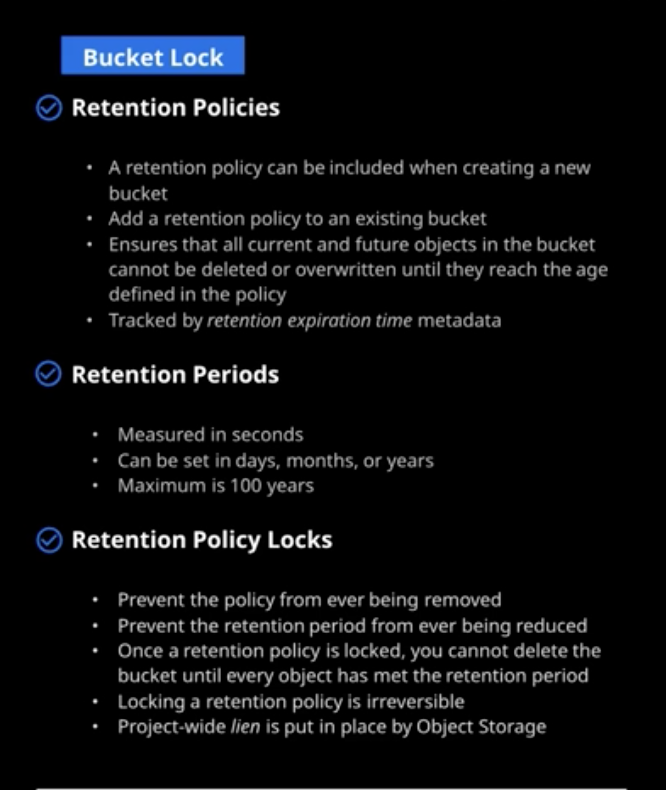 Bucket Lock
Retention Policies
• A retention policy can be included when creating a new
bucket
• Add a retention policy to an existing bucket
• Ensures that all current and future objects in the bucket
cannot be deleted or overwritten until they reach the age
defined in the policy
• Tracked by retention expiration time metadata
Retention Periods
• Measured in seconds
• Can be set in days, months, or years
• Maximum is 100 years
Retention Policy Locks
• Prevent the policy from ever being removed
• Prevent the retention period from ever being reduced
• Once a retention policy is locked, you cannot delete the
bucket until every object has met the retention period
• Locking a retention policy is irreversible
• Project-wide lien is put in place by Object Storage